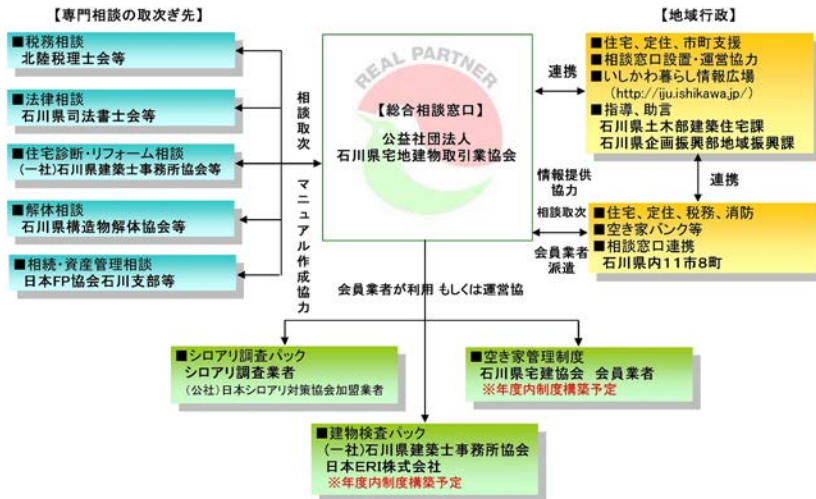 【専門相談の取次ぎ先】
■税務相談
北陸税理士会等
■法律相談
石川県司法書士会等
■住宅診断・リフォーム相談
(一社)石川県建築士事務所協会等
■解体相談
石川県構造物解体協会等
■相続・資産管理相談
日本FP協会石川支部等
相談取次
マニュアル作成協力
REAL PARTNER
【総合相談窓口】
公益社団法人
石川県宅地建物取引業協会
連携
情報提供
協力
相談取次
会員業者
派遣
【地域行政】
■住宅、定住、市町支援
■相談窓口設置・運営協力
■いしかわ暮らし情報広場
(http://iju.ishikawa.jp/)
■指導、助言
石川県土木部建築住宅課
石川県企画振興部地域振興課
連携
■住宅、定住、税務、消防
■空き家バンク等
■相談窓口連携
石川県内11市8町
会員業者が利用 もしくは運営協
■シロアリ調査パック
シロアリ調査業者
(公社)日本シロアリ対策協会加盟業者
■空き家管理制度
石川県宅建協会 会員業者
※年度内制度構築予定
■建物検査パック
(一社)石川県建築士事務所協会
日本ERI株式会社
※年度内制度構築予定